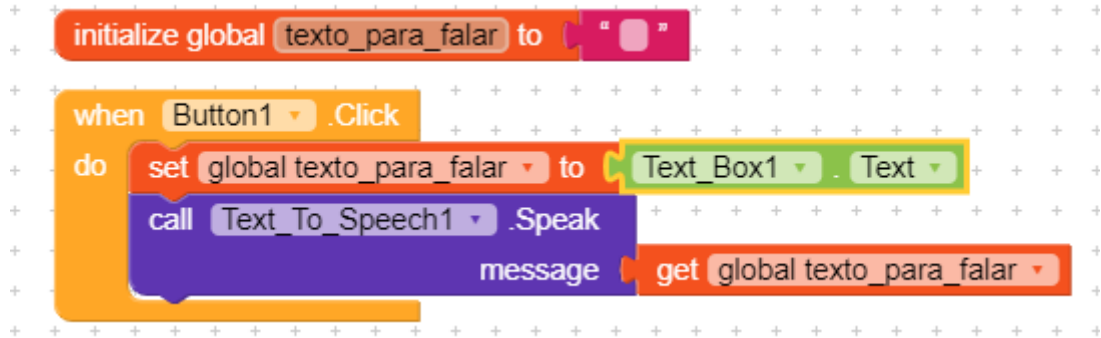 initialize global texto_para_falar to “ ”
when Button1 .Click
do set global texto_para_falar to Text_Box1 . Text
call Text_To_Speech1 .Speak
message get global texto_para_falar